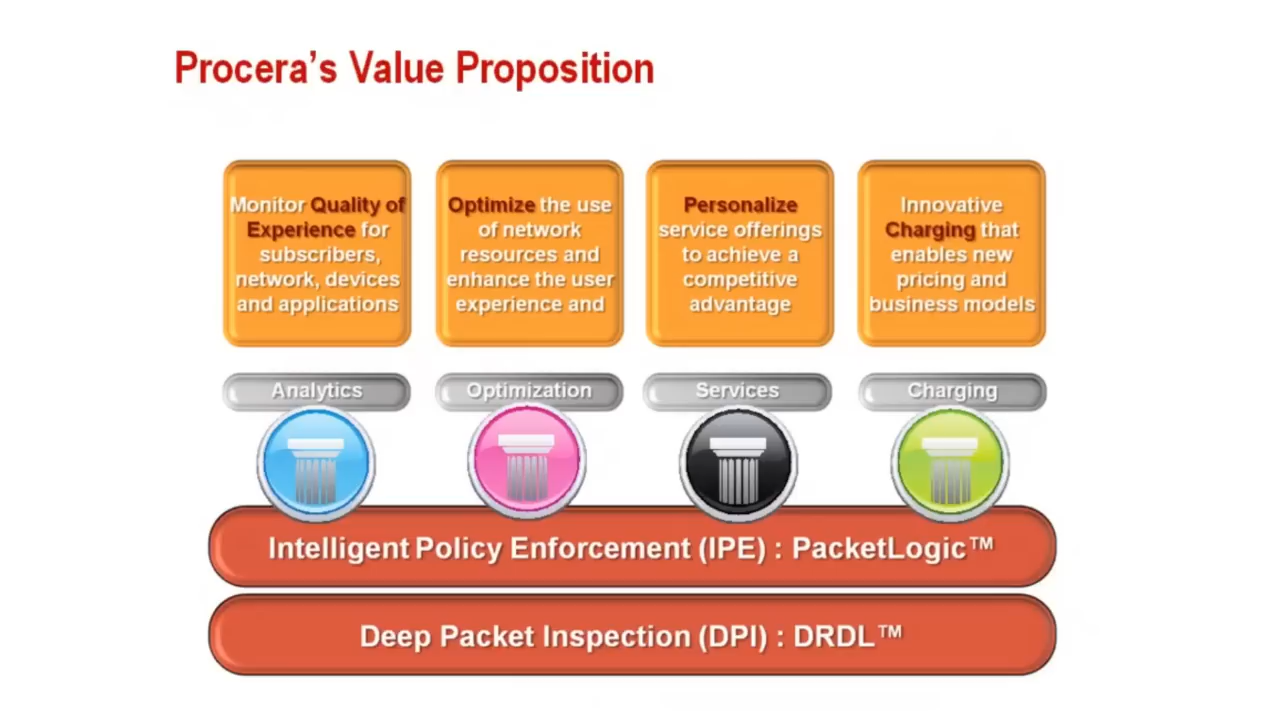 Procera's Value Proposition
Monitor Quality of
Experience for
subscribers,
network, devices
and applications
Optimize the use
of network
resources and
enhance the user
experience and
Personalize
service offerings
to achieve a
competitive
advantage
Innovative
Charging that
enables new
pricing and
business models
Analytics
Optimization
Services
Charging
Intelligent Policy Enforcement (IPE) : PacketLogic™
Deep Packet Inspection (DPI) : DRDL™